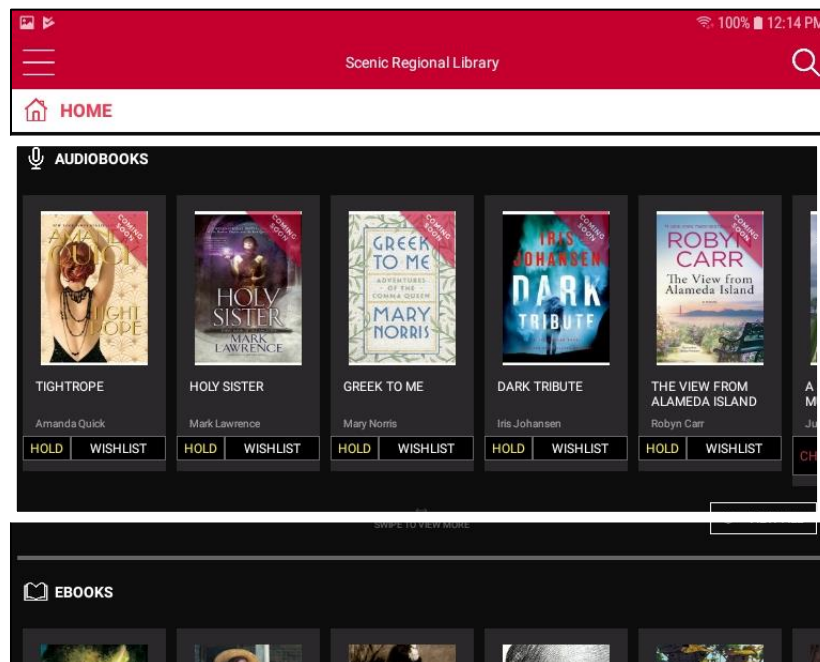 100% 12:14 PM
Scenic Regional Library
HOME
AUDIOBOOKS
COMING SOON
AMANDA QUICK
TIGHTROPE
COMING SOON
HOLY SISTER
MARK LAWRENCE
COMING SOON
GREEK TO ME
ADVENTURES
OF THE
COMMA QUEEN
MARY NORRIS
COMING SOON
IRIS JOHANSEN
DARK TRIBUTE
COMING SOON
ROBYN CARR
The View from
Alameda Island
TIGHTROPE
HOLY SISTER
GREEK TO ME
DARK TRIBUTE
THE VIEW FROM
ALAMEDA ISLAND
A
Amanda Quick
Mark Lawrence
Mary Norris
Iris Johansen
Robyn Carr
Ju
HOLD WISHLIST
HOLD WISHLIST
HOLD WISHLIST
HOLD WISHLIST
HOLD WISHLIST
CH
SWIPE TO VIEW MORE
EBOOKS